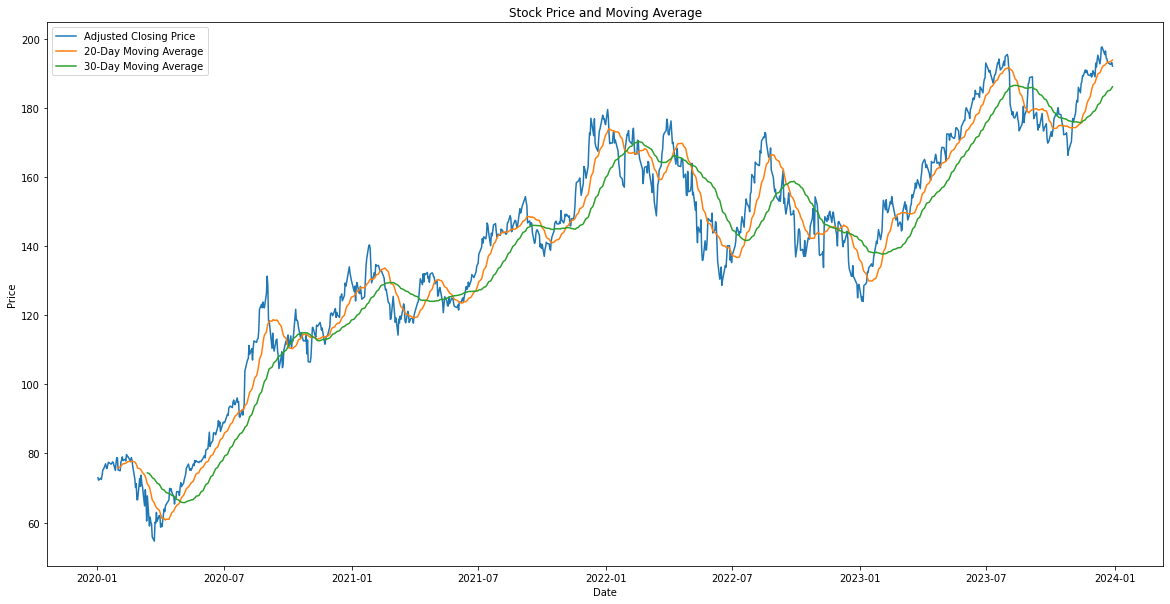 Stock Price and Moving Average
Adjusted Closing Price
20-Day Moving Average
30-Day Moving Average
200
180
160
140
120
100
80
60
Price
2020-01 2020-07 2021-01 2021-07 2022-01 2022-07 2023-01 2023-07 2024-01
Date